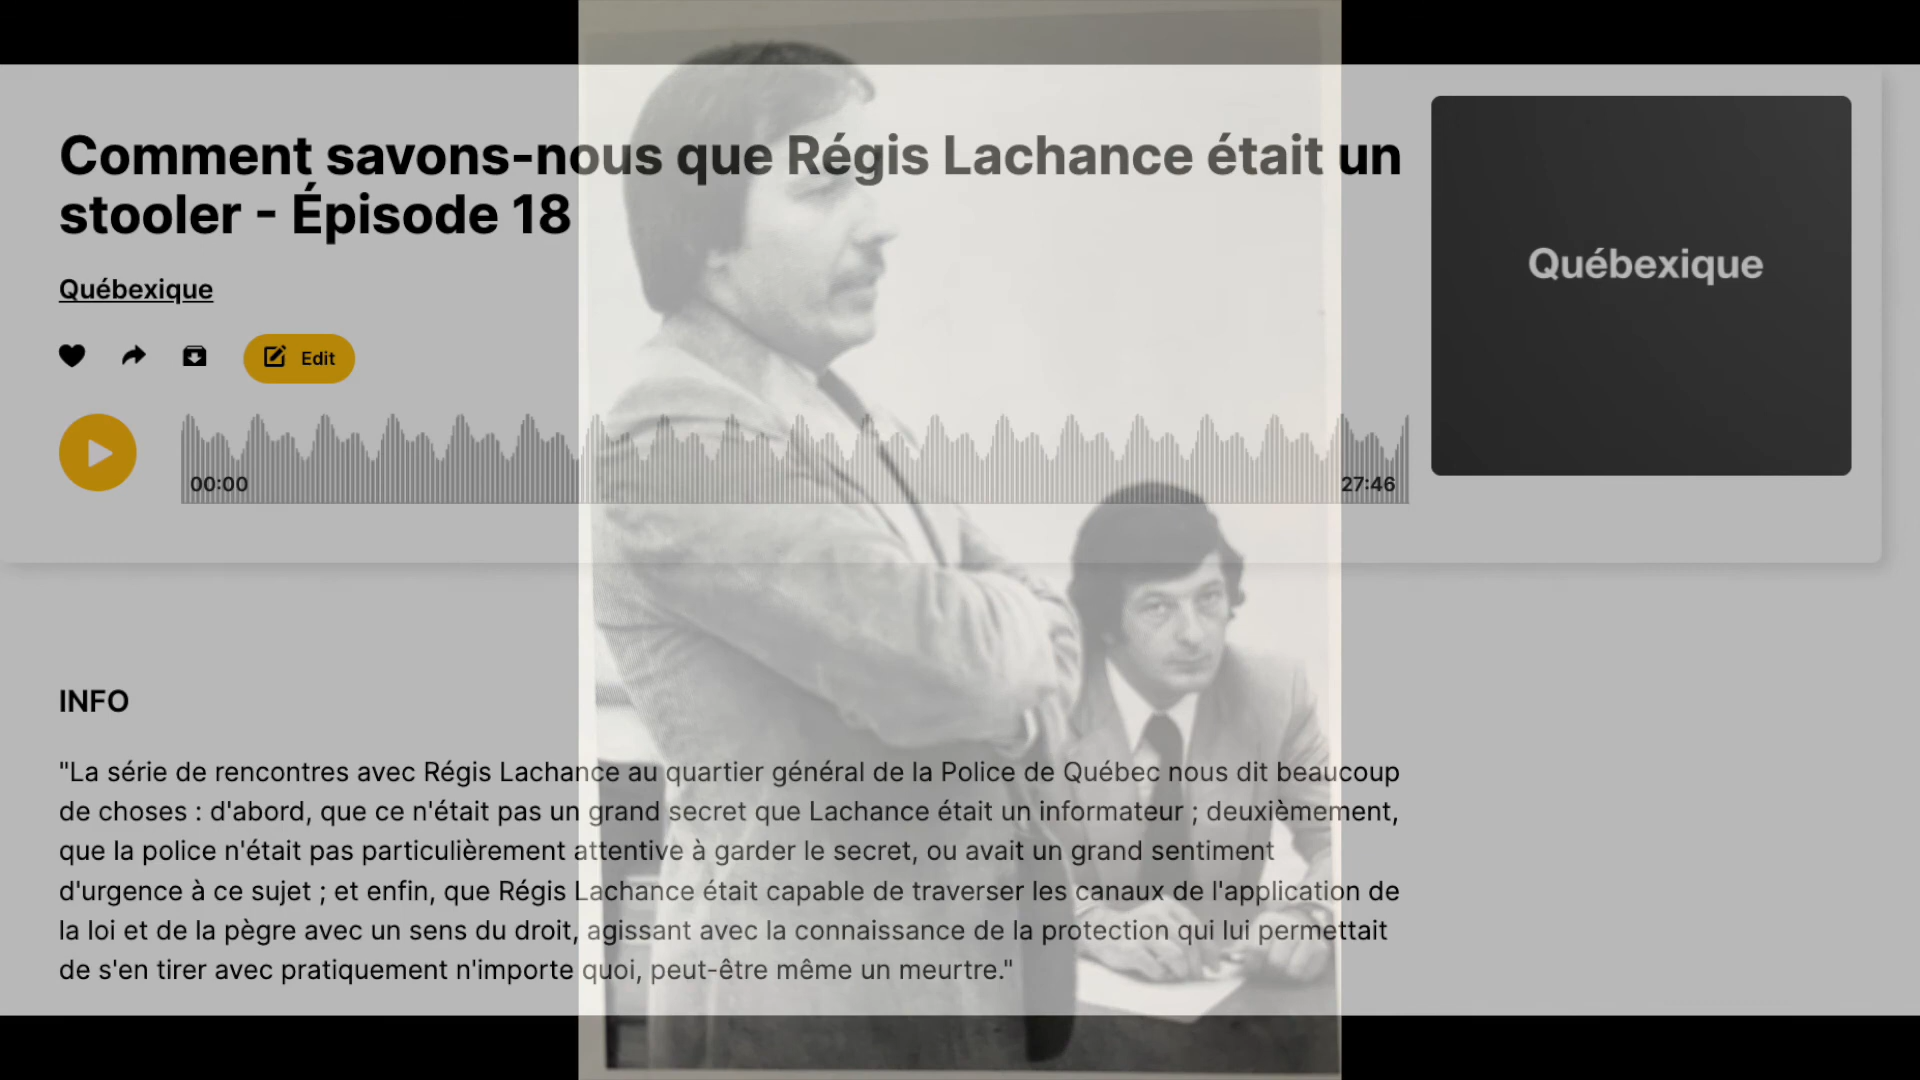 Comment savons-nous que Régis Lachance était un
stooler - Épisode 18
Québexique
Québexique
Edit
00:00
27:46
INFO
"La série de rencontres avec Régis Lachance au quartier général de la Police de Québec nous dit beaucoup
de choses : d'abord, que ce n'était pas un grand secret que Lachance était un informateur ; deuxièmement,
que la police n'était pas particulièrement attentive à garder le secret, ou avait un grand sentiment
d'urgence à ce sujet ; et enfin, que Régis Lachance était capable de traverser les canaux de l'application de
la loi et de la pègre avec un sens du droit, agissant avec la connaissance de la protection qui lui permettait
de s'en tirer avec pratiquement n'importe quoi, peut-être même un meurtre."